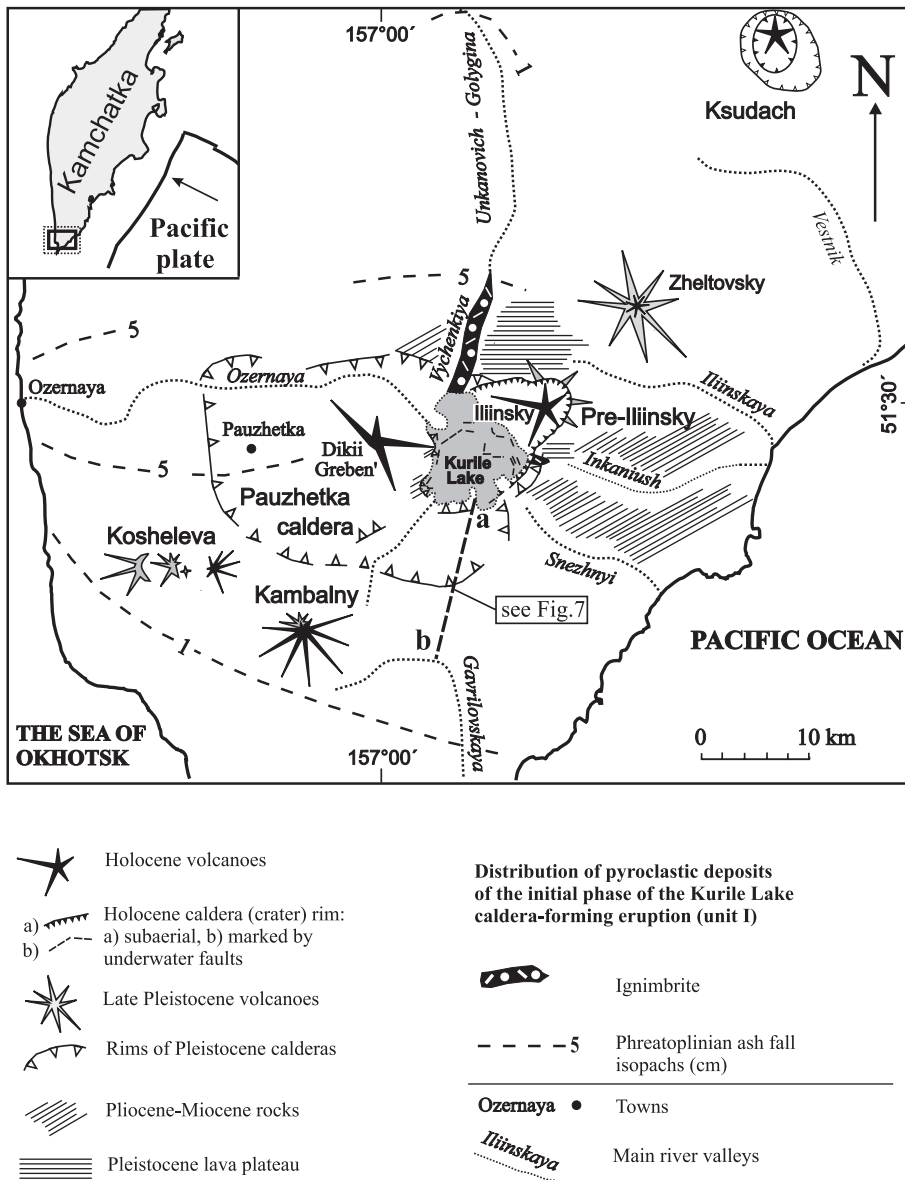 157°00´
1
Kamchatka
Pacific
plate
Unkanovich - Golygina
Ksudach
N
Vestnik
5
Zheltovsky
5
Vychenkiya
Ozernaya
Ozernaya
Iliinskaya
51°30´
Iliinsky
Pre-Iliinsky
Pauzhetka
Dikii
Greben'
5
Kurile
Lake
Inkaniush
Pauzhetka
caldera
a
Kosheleva
Snezhnyi
Kambalny
see Fig.7
1
b
PACIFIC OCEAN
Gavrilovskaya
THE SEA OF
OKHOTSK
157°00´
0 10 km
Holocene volcanoes
a)
b)
Holocene caldera (crater) rim:
a) subaerial, b) marked by
underwater faults
Late Pleistocene volcanoes
Rims of Pleistocene calderas
Pliocene-Miocene rocks
Pleistocene lava plateau
Distribution of pyroclastic deposits
of the initial phase of the Kurile Lake
caldera-forming eruption (unit I)
Ignimbrite
5
Phreatoplinian ash fall
isopachs (cm)
Ozernaya
Towns
Iliinskaya
Main river valleys